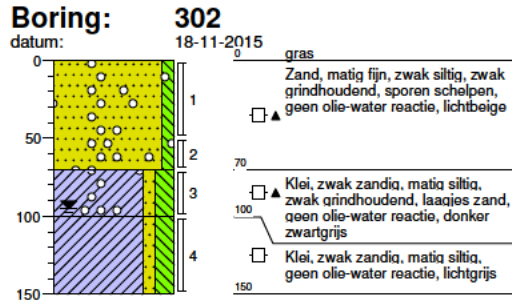 Boring: 302
datum: 18-11-2015
0
50
100
150
1
2
3
4
0 gras
Zand, matig fijn, zwak siltig, zwak
grindhoudend, sporen schelpen,
geen olie-water reactie, lichtbeige
70
Klei, zwak zandig, matig siltig,
zwak grindhoudend, laagjes zand,
geen olie-water reactie, donker
zwartgrijs
100
Klei, zwak zandig, matig siltig,
geen olie-water reactie, lichtgrijs
150